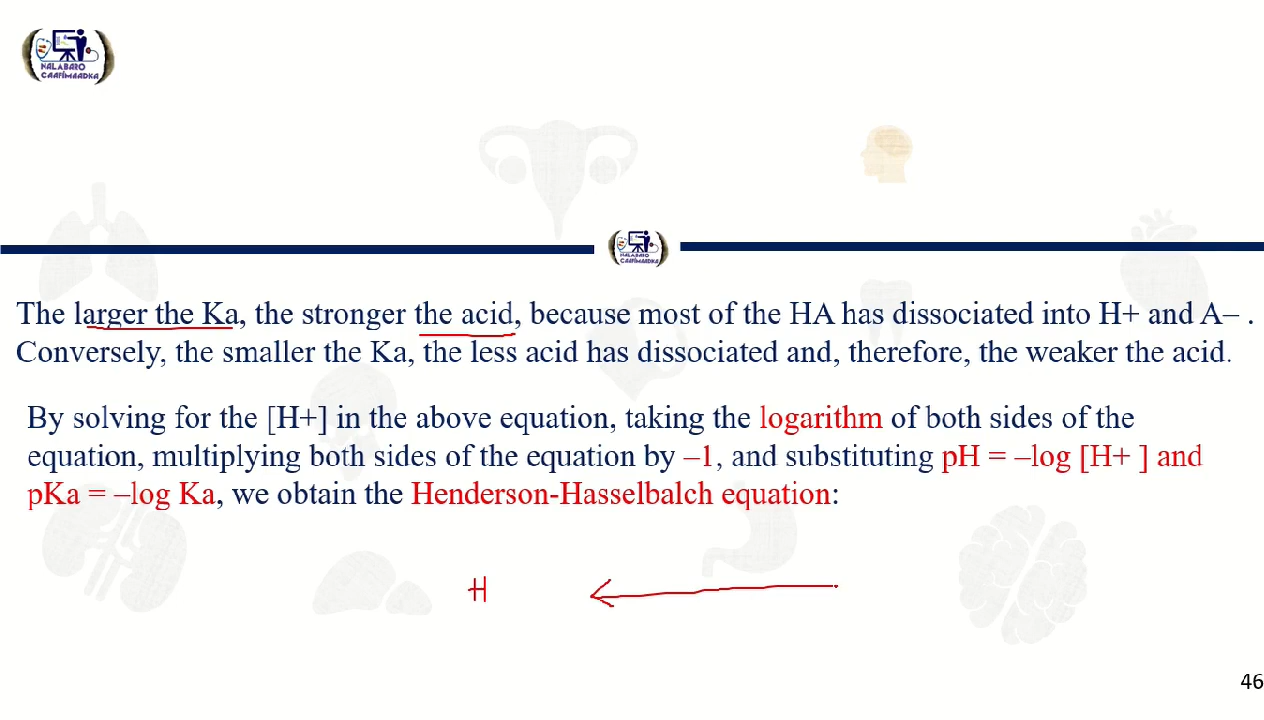 NALABARO
CAAFIMAADKA
NALABARO
CAAFIMAADKA
The larger the Ka, the stronger the acid, because most of the HA has dissociated into H+ and A– .
Conversely, the smaller the Ka, the less acid has dissociated and, therefore, the weaker the acid.
By solving for the [H+] in the above equation, taking the logarithm of both sides of the
equation, multiplying both sides of the equation by –1, and substituting pH = –log [H+ ] and
pKa = –log Ka, we obtain the Henderson-Hasselbalch equation:
H
46